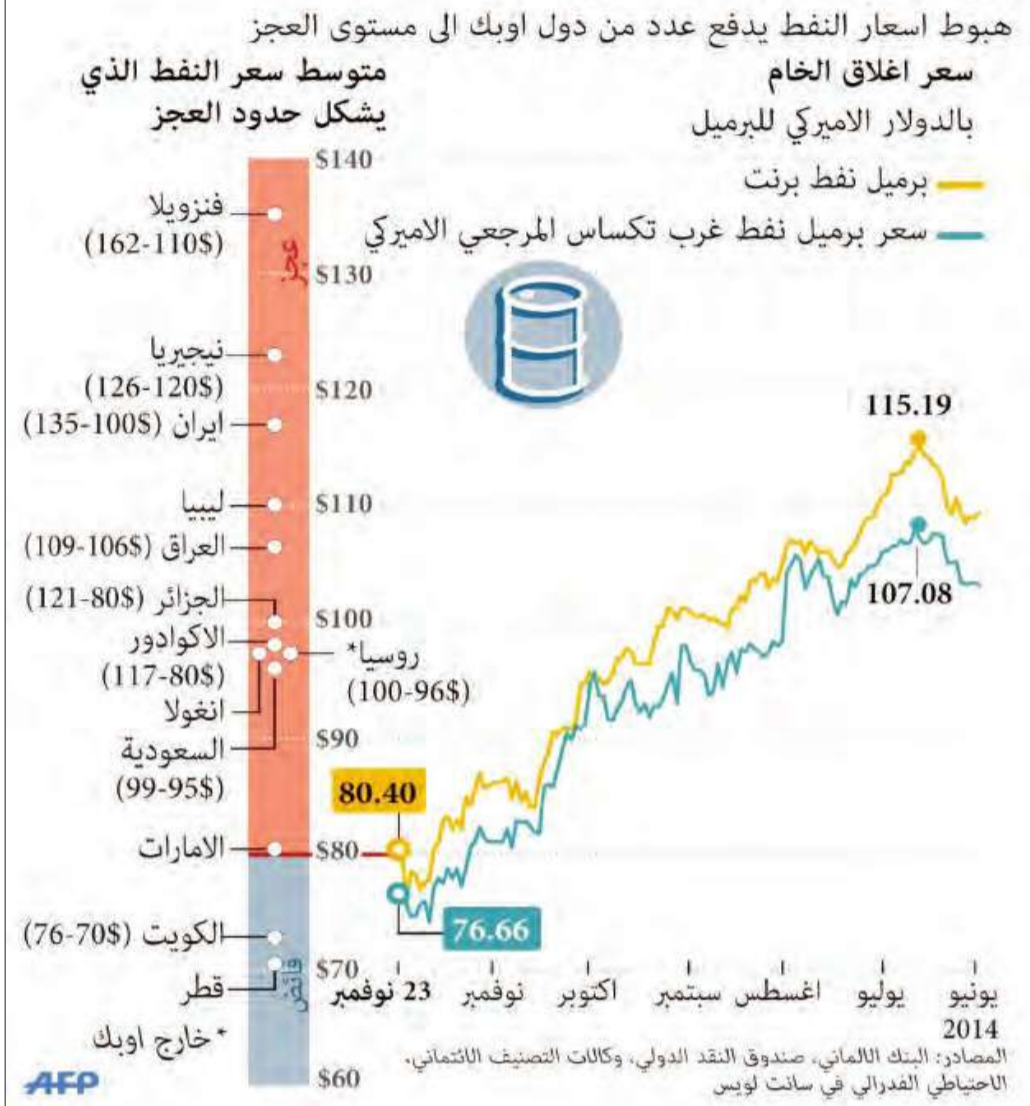 هبوط اسعار النفط يدفع عدد من دول اوبك الى مستوى العجز
سعر اغلاق الخام
بالدولار الاميركي للبرميل
برميل نفط برنت
سعر برميل نفط غرب تكساس المرجعي الاميركي
متوسط سعر النفط الذي
يشكل حدود العجز
$140
$130
$120
$110
$100
$90
$80
$70
$60
عجز
فائض
فنزويلا
(162-110$)
نيجيريا
(126-120$)
ايران (135-100$)
ليبيا
العراق (109-106$)
الجزائر (121-80$)
الاكوادور
(117-80$)
انغولا
السعودية
(99-95$)
روسيا*
(100-96$)
الامارات
الكويت (76-70$)
قطر
*خارج اوبك
115.19
107.08
80.40
76.66
يونيو
2014
يوليو
اغسطس
سبتمبر
اكتوبر
نوفمبر
23 نوفمبر
المصادر: البنك الالماني، صندوق النقد الدولي، وكالات التصنيف الائتماني.
الاحتياطي الفدرالي في سانت لويس
AFP